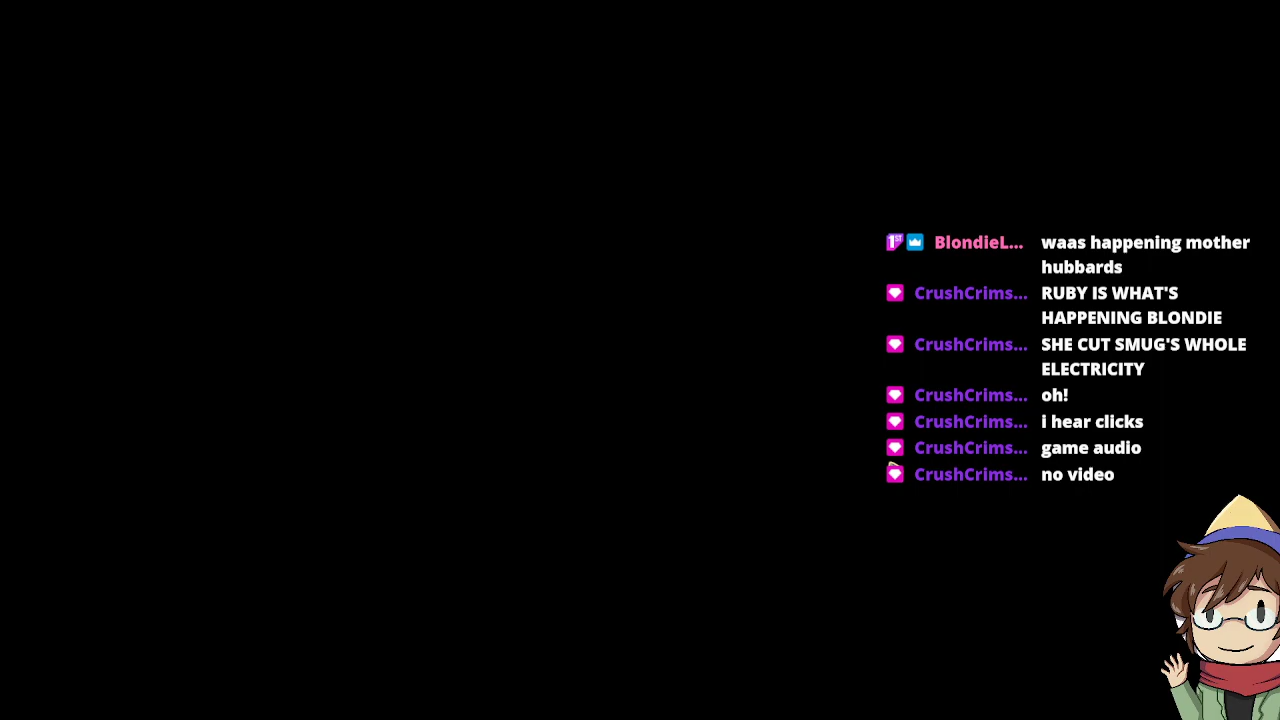 1ST BlondieL... waas happening mother
hubbards
CrushCrims... RUBY IS WHAT'S
HAPPENING BLONDIE
CrushCrims... SHE CUT SMUG'S WHOLE
ELECTRICITY
CrushCrims... oh!
CrushCrims... i hear clicks
CrushCrims... game audio
CrushCrims... no video